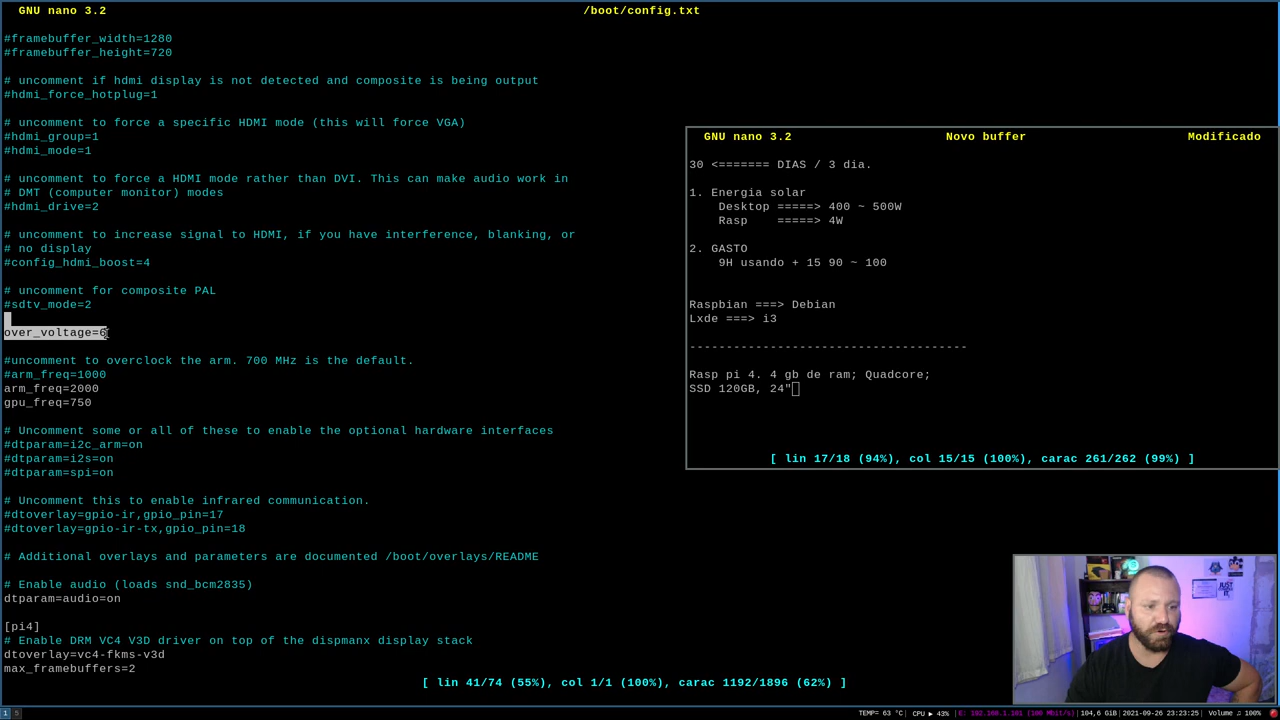 GNU nano 3.2 /boot/config.txt
#framebuffer_width=1280
#framebuffer_height=720
# uncomment if hdmi display is not detected and composite is being output
#hdmi_force_hotplug=1
# uncomment to force a specific HDMI mode (this will force VGA)
#hdmi_group=1
#hdmi_mode=1
# uncomment to force a HDMI mode rather than DVI. This can make audio work in
# DMT (computer monitor) modes
#hdmi_drive=2
# uncomment to increase signal to HDMI, if you have interference, blanking, or
# no display
#config_hdmi_boost=4
# uncomment for composite PAL
#sdtv_mode=2
over_voltage=6
#uncomment to overclock the arm. 700 MHz is the default.
#arm_freq=1000
arm_freq=2000
gpu_freq=750
# Uncomment some or all of these to enable the optional hardware interfaces
#dtparam=i2c_arm=on
#dtparam=i2s=on
#dtparam=spi=on
# Uncomment this to enable infrared communication.
#dtoverlay=gpio-ir,gpio_pin=17
#dtoverlay=gpio-ir-tx,gpio_pin=18
# Additional overlays and parameters are documented /boot/overlays/README
# Enable audio (loads snd_bcm2835)
dtparam=audio=on
[pi4]
# Enable DRM VC4 V3D driver on top of the dispmanx display stack
dtoverlay=vc4-fkms-v3d
max_framebuffers=2
[ lin 41/74 (55%), col 1/1 (100%), carac 1192/1896 (62%) ]
GNU nano 3.2 Novo buffer Modificado
30 <======= DIAS / 3 dia.
1. Energia solar
Desktop =====> 400 ~ 500W
Rasp =====> 4W
2. GASTO
9H usando + 15 90 ~ 100
Raspbian ===> Debian
Lxde ===> i3
--------------------------------------
Rasp pi 4. 4 gb de ram; Quadcore;
SSD 120GB, 24"
[ lin 17/18 (94%), col 15/15 (100%), carac 261/262 (99%) ]
JUST
1 5 TEMP= 63 °C| CPU ▶ 43% |E: 192.168.1.101 (100 Mbit/s)|104,6 GiB|2021-09-26 23:23:25|Volume ♫ 100%